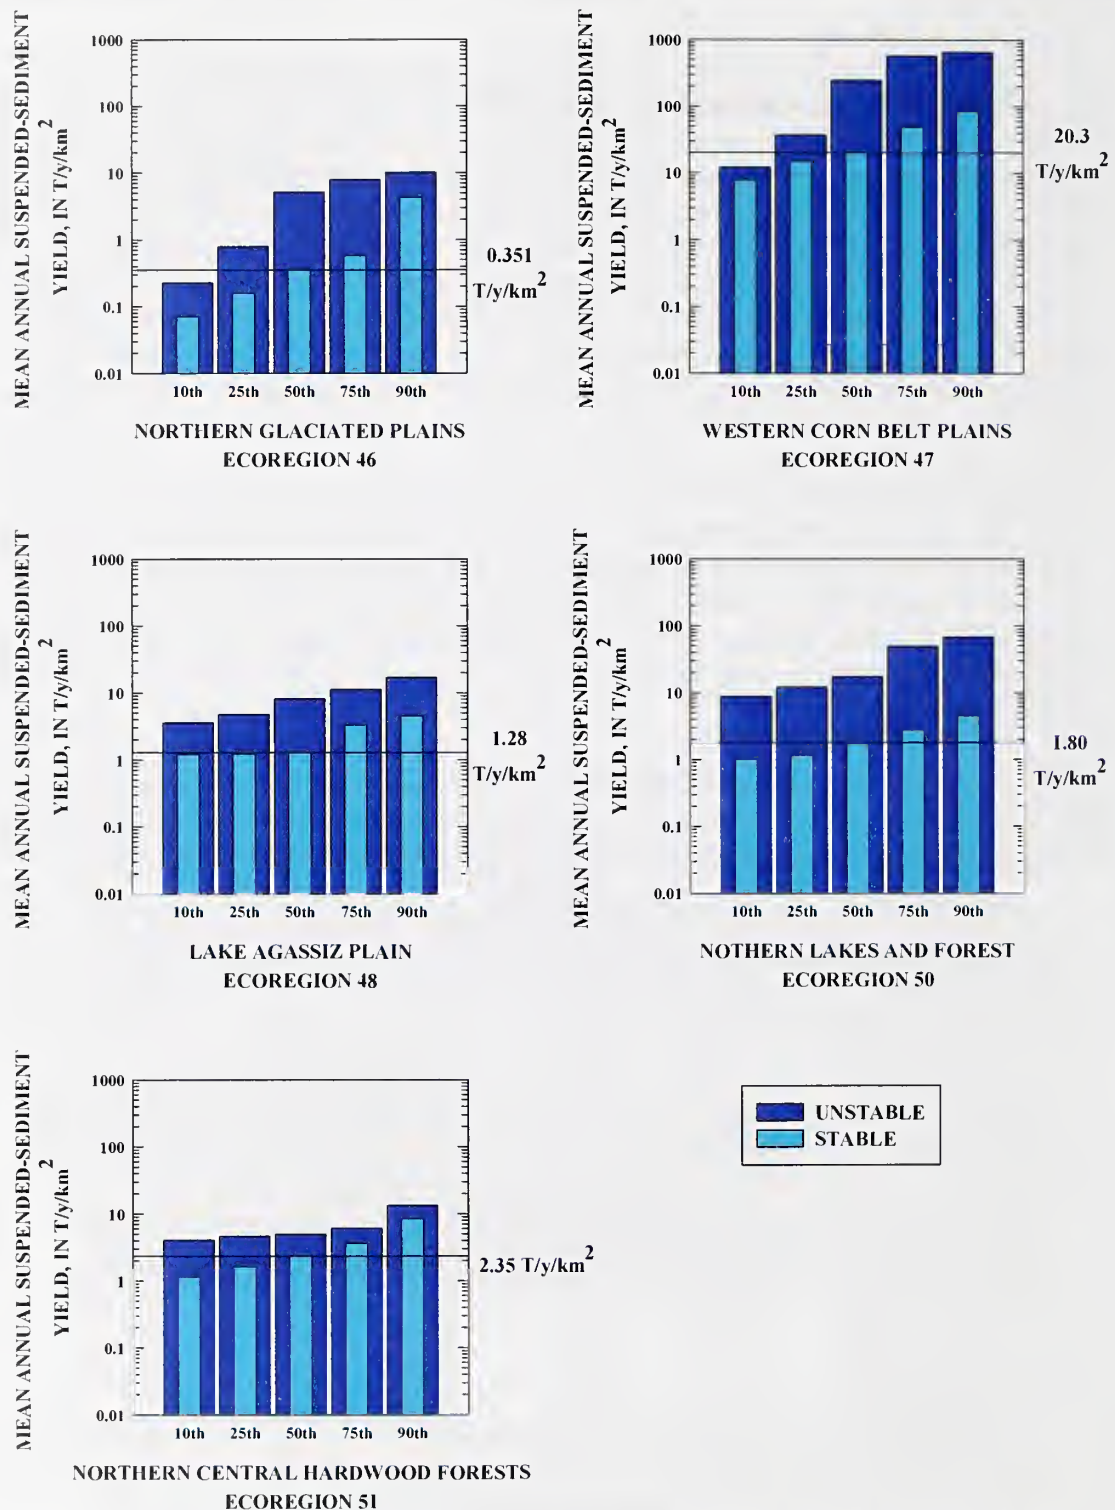 MEAN ANNUAL SUSPENDED-SEDIMENT
YIELD, IN T/y/km2
1000
100
10
1
0.1
0.01
0.351
T/y/km2
10th 25th 50th 75th 90th
NORTHERN GLACIATED PLAINS
ECOREGION 46
MEAN ANNUAL SUSPENDED-SEDIMENT
YIELD, IN T/y/km2
1000
100
10
1
0.1
0.01
20.3
T/y/km2
10th 25th 50th 75th 90th
WESTERN CORN BELT PLAINS
ECOREGION 47
MEAN ANNUAL SUSPENDED-SEDIMENT
YIELD, IN T/y/km2
1000
100
10
1
0.1
0.01
1.28
T/y/km2
10th 25th 50th 75th 90th
LAKE AGASSIZ PLAIN
ECOREGION 48
MEAN ANNUAL SUSPENDED-SEDIMENT
YIELD, IN T/y/km2
1000
100
10
1
0.1
0.01
1.80
T/y/km2
10th 25th 50th 75th 90th
NOTHERN LAKES AND FOREST
ECOREGION 50
MEAN ANNUAL SUSPENDED-SEDIMENT
YIELD, IN T/y/km2
1000
100
10
1
0.1
0.01
2.35 T/y/km2
10th 25th 50th 75th 90th
NORTHERN CENTRAL HARDWOOD FORESTS
ECOREGION 51
UNSTABLE
STABLE